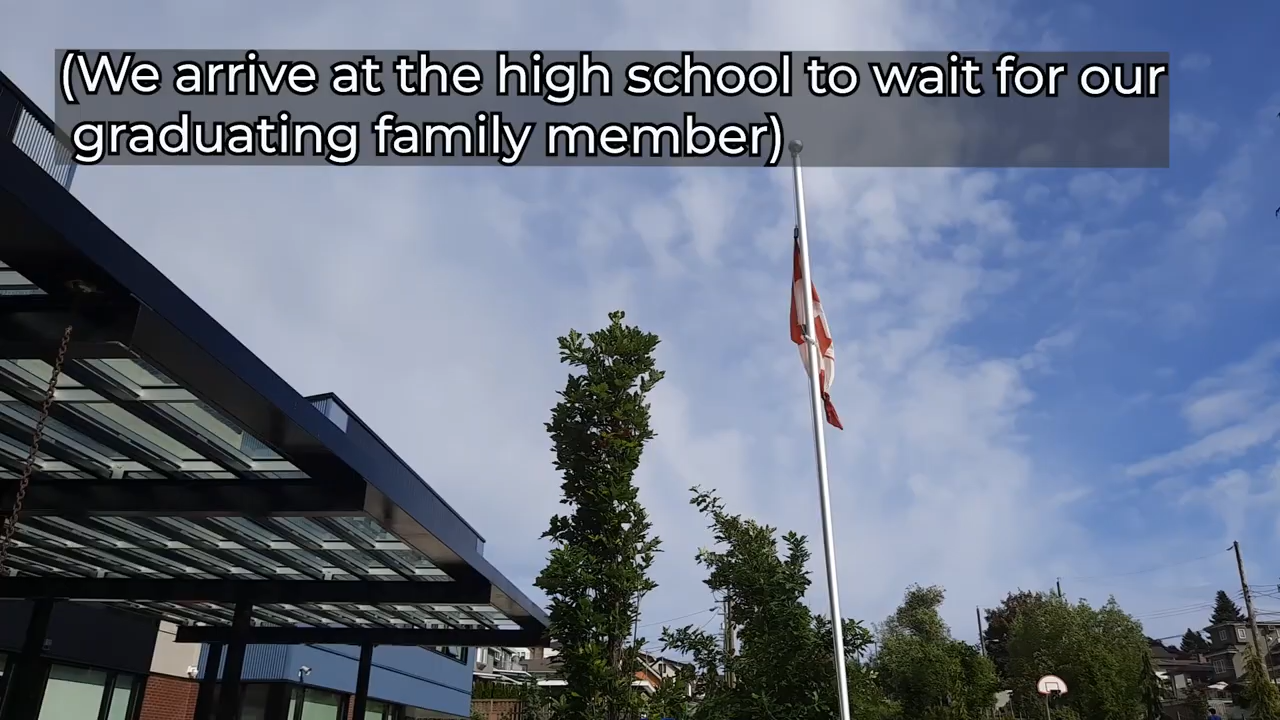 (We arrive at the high school to wait for our
graduating family member)